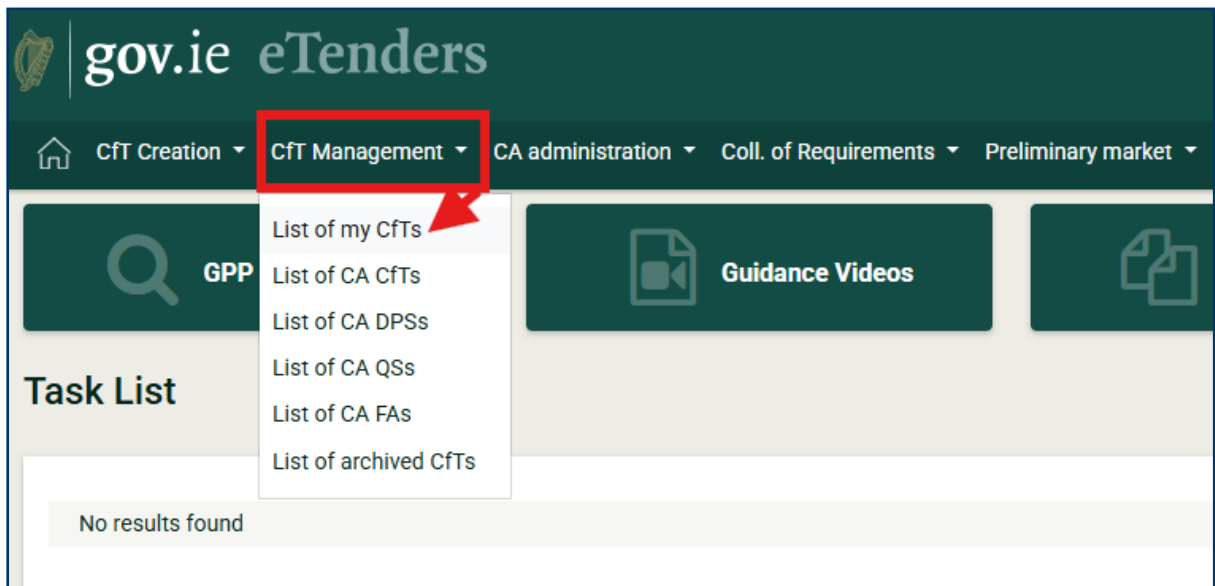 gov.ie eTenders
CfT Creation CfT Management CA administration Coll. of Requirements Preliminary market
List of my CfTs
GPP
List of CA CfTs
Guidance Videos
List of CA DPSs
List of CA QSs
Task List
List of CA FAs
List of archived CfTs
No results found